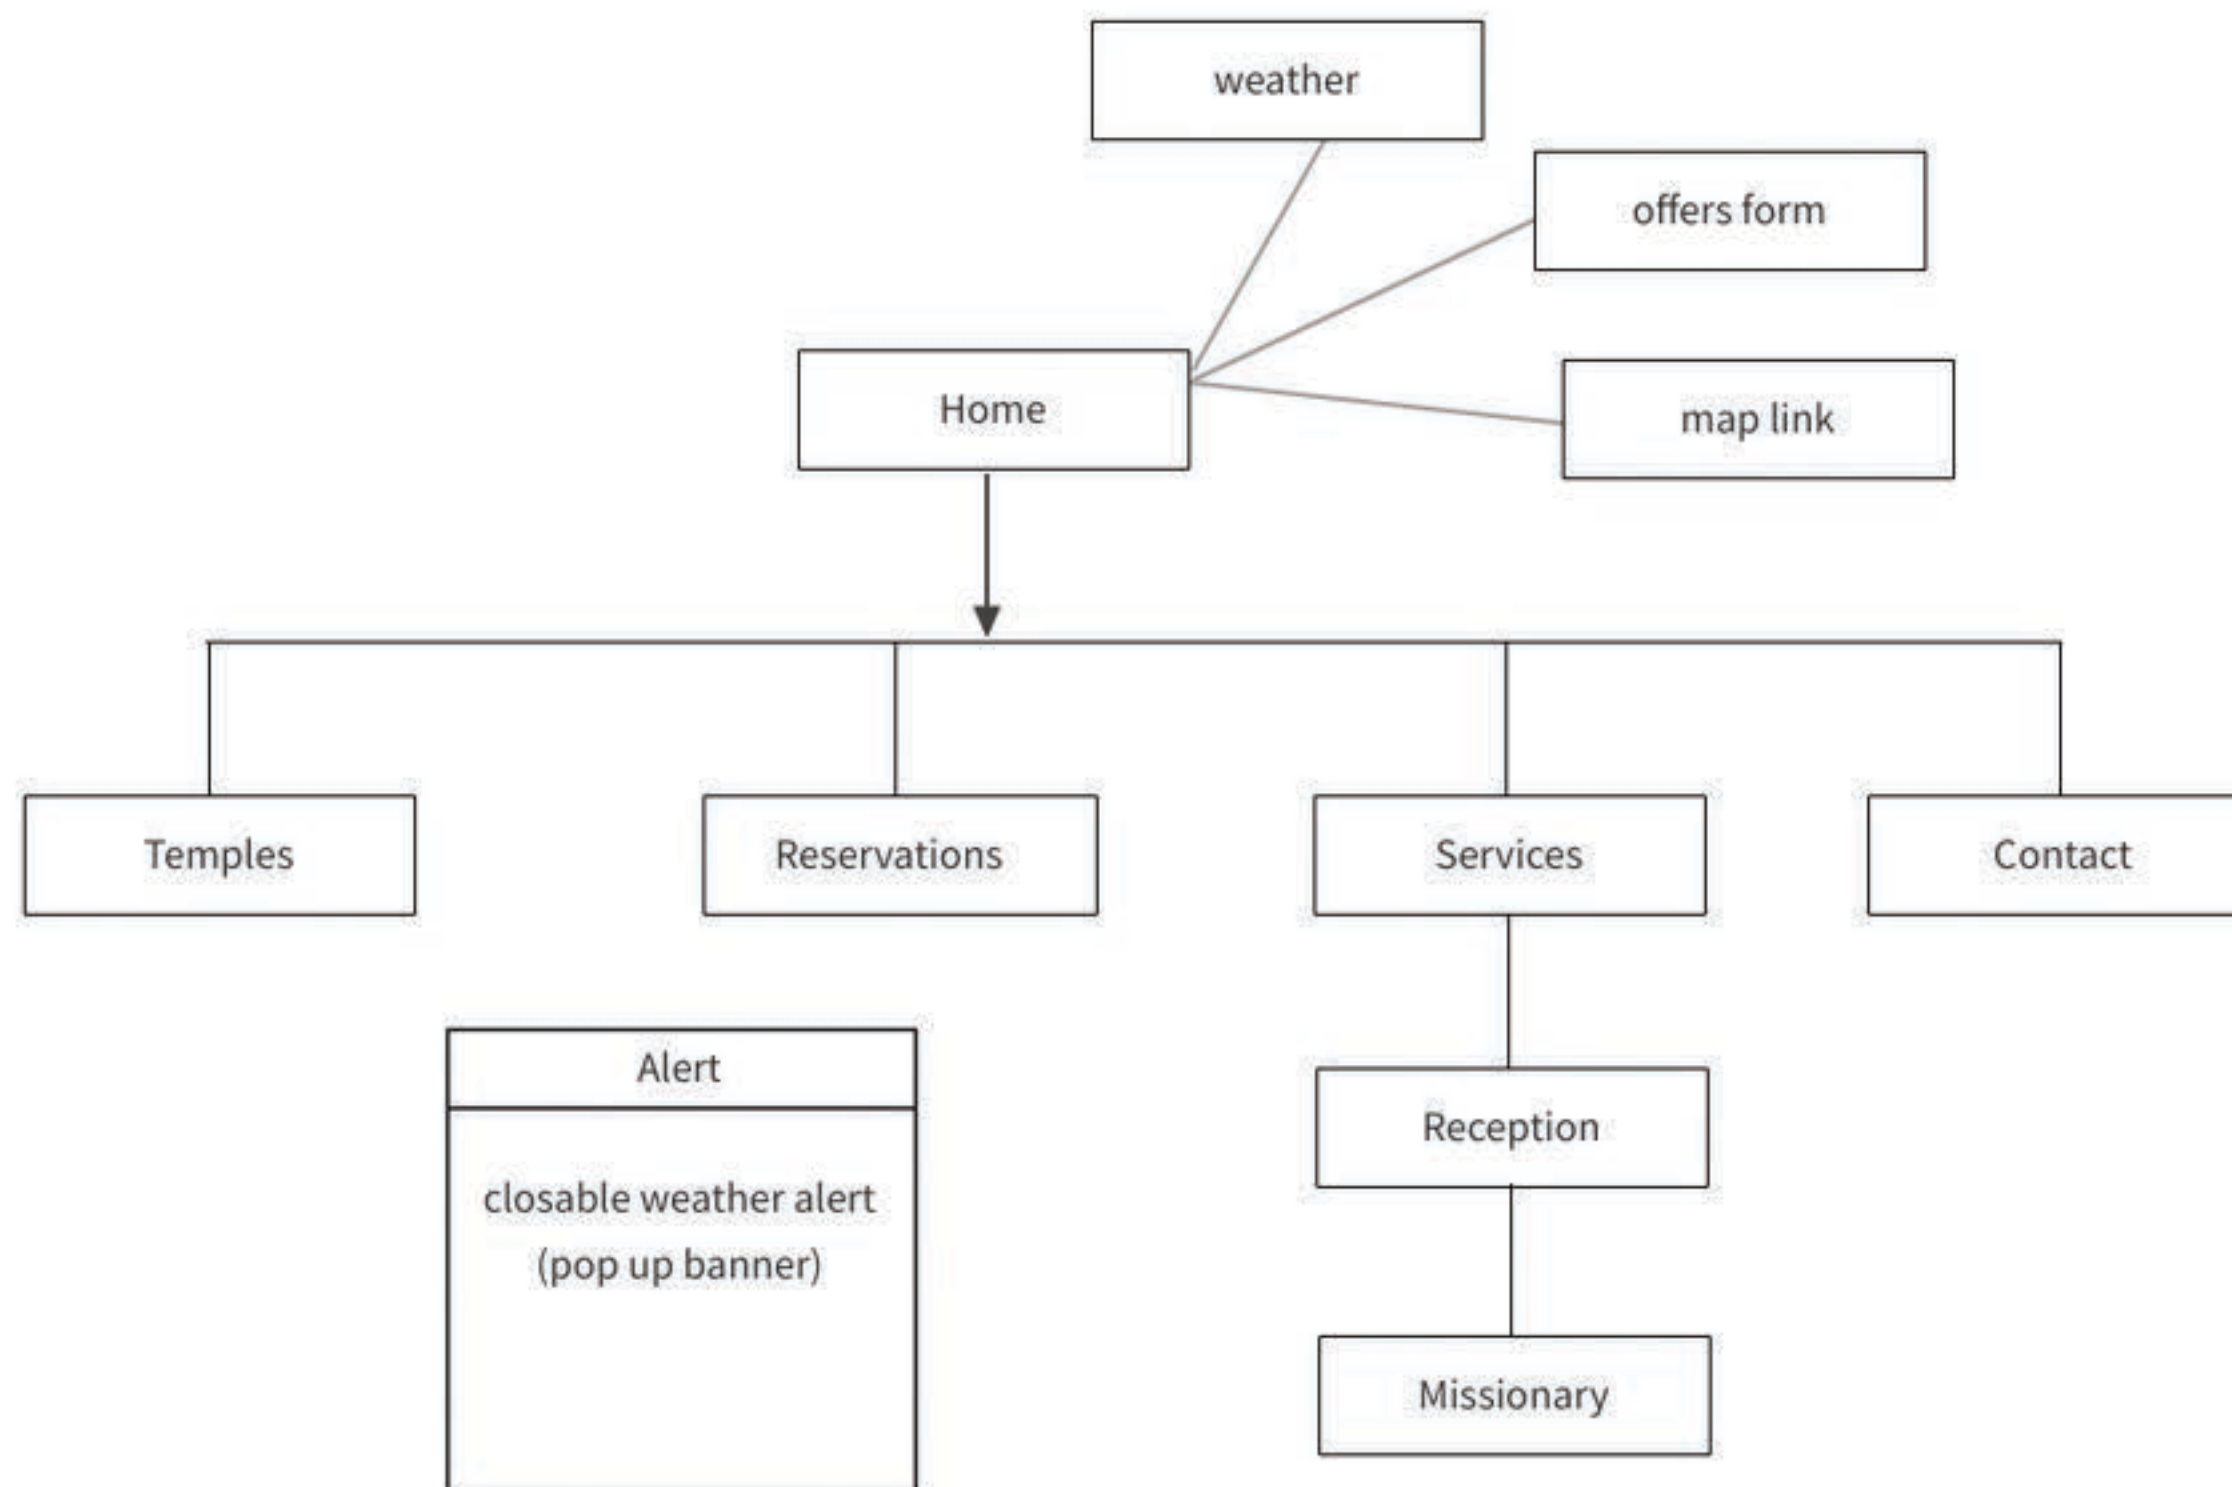 weather
offers form
Home
map link
Temples
Reservations
Services
Contact
Alert
closable weather alert
(pop up banner)
Reception
Missionary